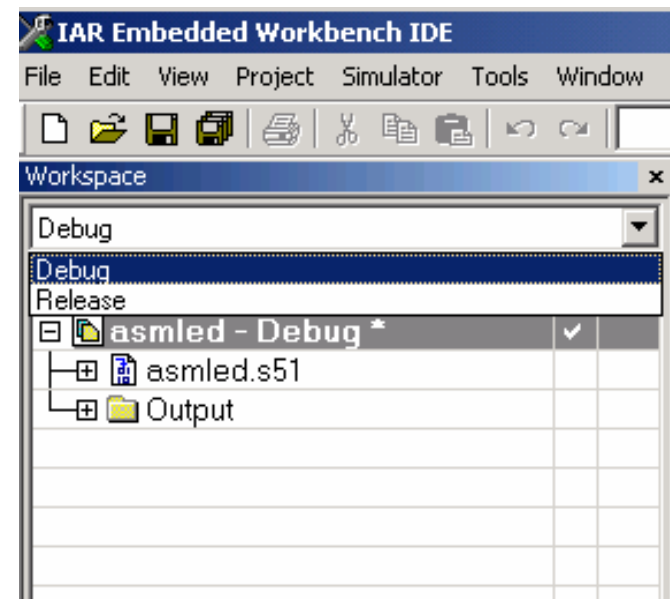 IAR Embedded Workbench IDE
File Edit View Project Simulator Tools Window
Workspace
Debug
Debug
Release
asmled - Debug *
asmled.s51
Output